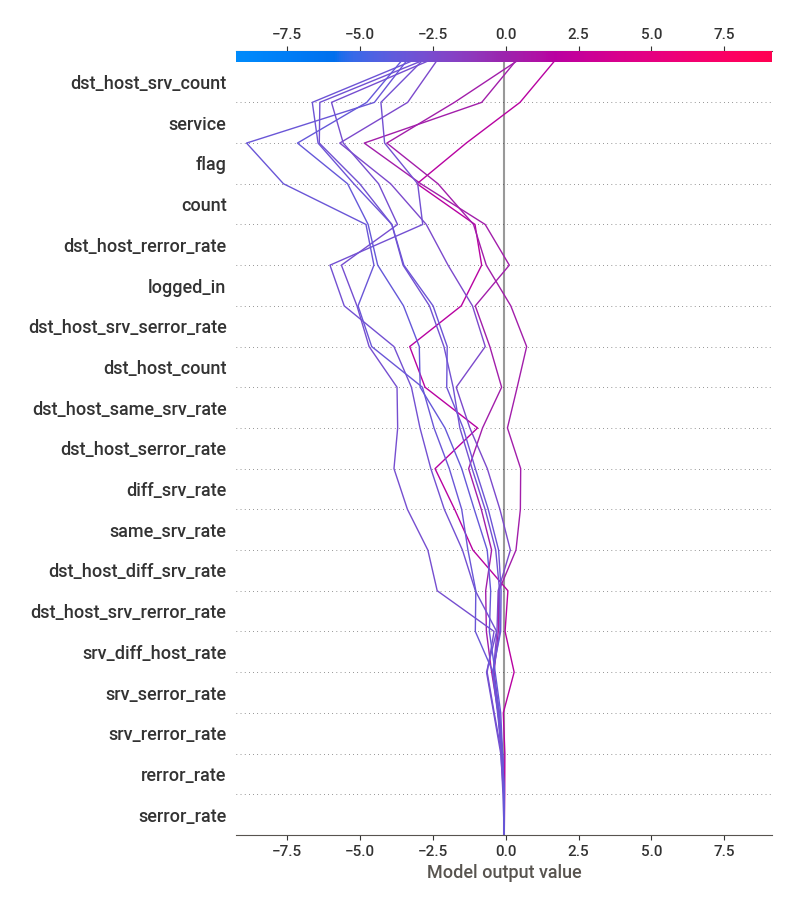 −7.5 −5.0 −2.5 0.0 2.5 5.0 7.5
dst_host_srv_count
service
flag
count
dst_host_rerror_rate
logged_in
dst_host_srv_serror_rate
dst_host_count
dst_host_same_srv_rate
dst_host_serror_rate
diff_srv_rate
same_srv_rate
dst_host_diff_srv_rate
dst_host_srv_rerror_rate
srv_diff_host_rate
srv_serror_rate
srv_rerror_rate
rerror_rate
serror_rate
−7.5 −5.0 −2.5 0.0 2.5 5.0 7.5
Model output value